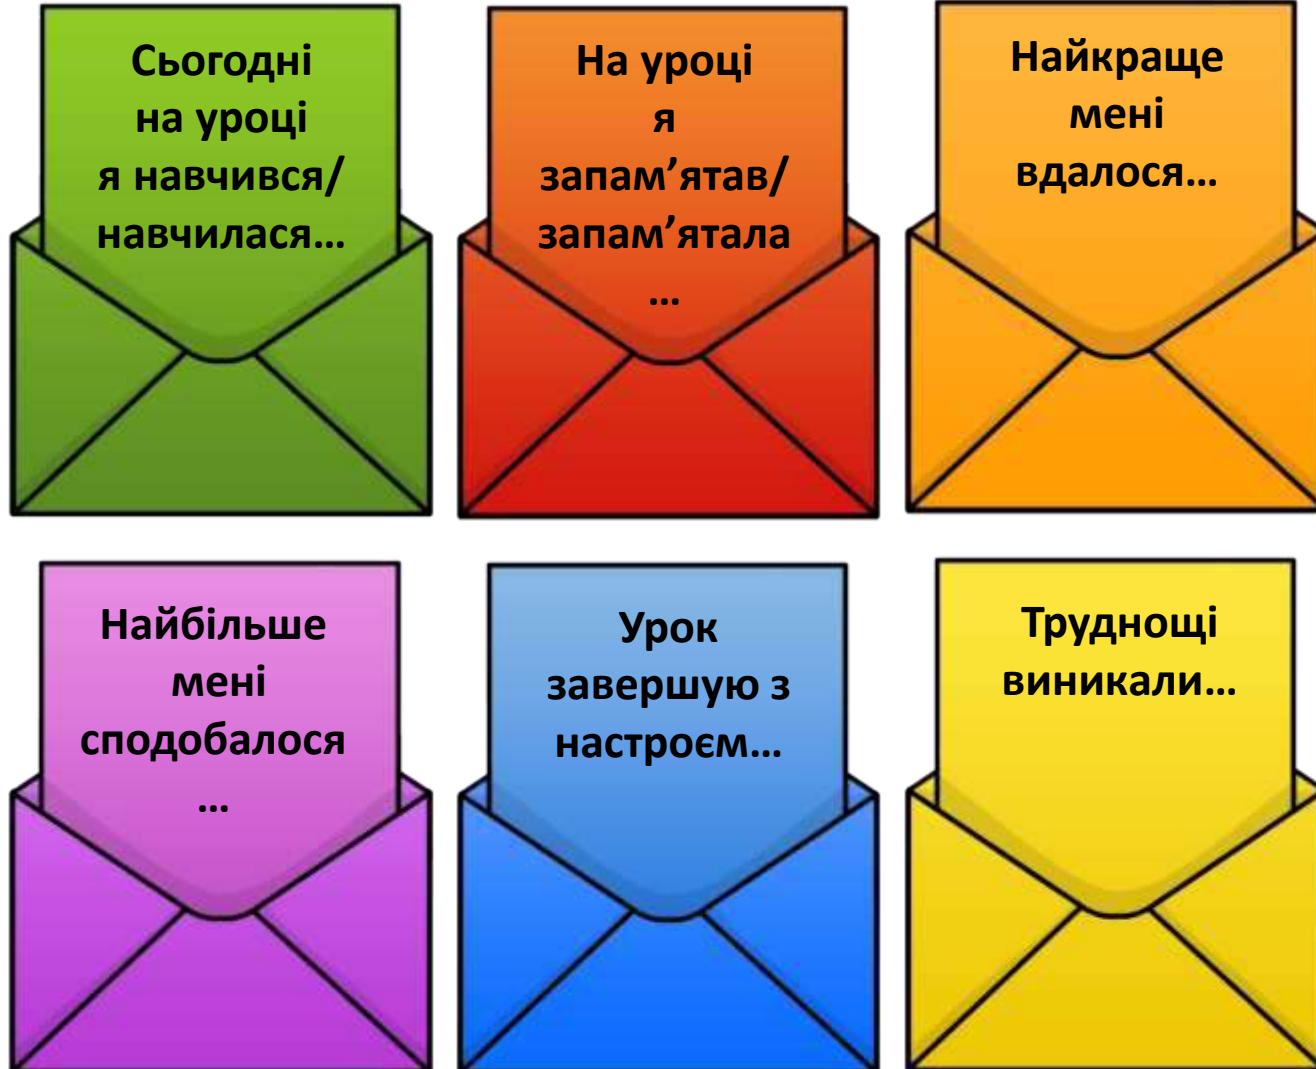 Сьогодні
на уроці
я навчився/
навчилася...
На уроці
я
запам’ятав/
запам’ятала
...
Найкраще
мені
вдалося...
Найбільше
мені
сподобалося
...
Урок
завершую з
настроєм...
Труднощі
виникали...